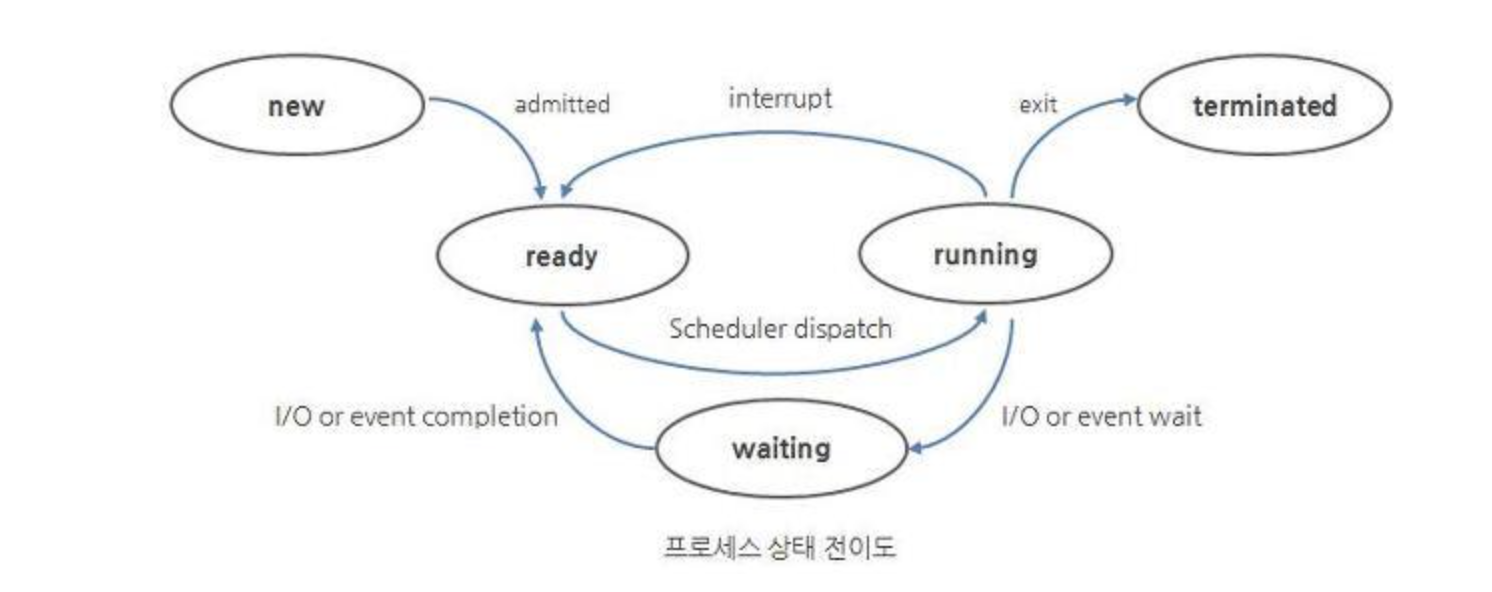 new
admitted
interrupt
exit
terminated
ready
running
Scheduler dispatch
I/O or event completion
waiting
I/O or event wait
프로세스 상태 전이도